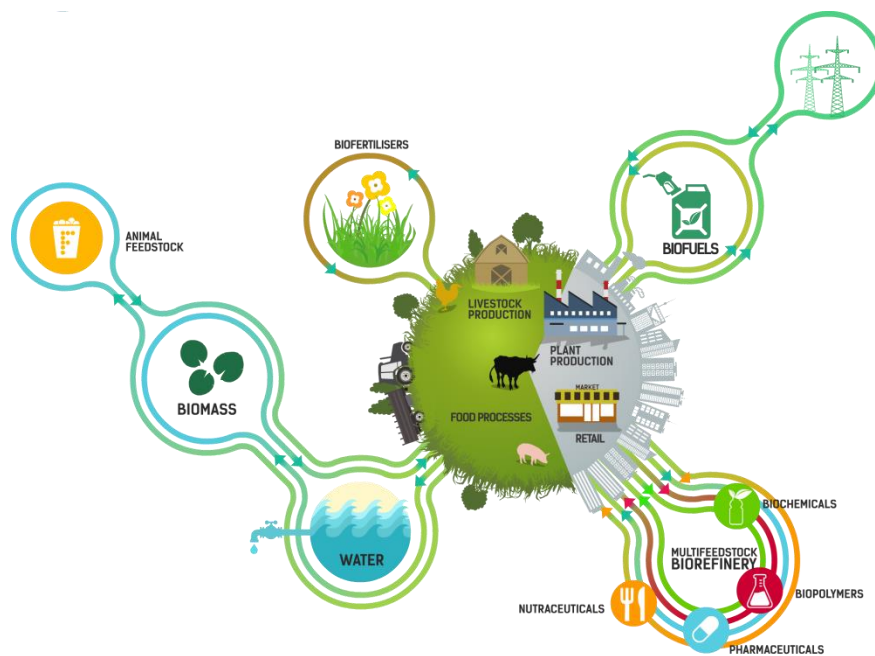 BIOFERTILISERS
ANIMAL
FEEDSTOCK
BIOFUELS
LIVESTOCK
PRODUCTION
PLANT
PRODUCTION
BIOMASS
MARKET
FOOD PROCESSES
RETAIL
WATER
BIOCHEMICALS
MULTIFEEDSTOCK
BIOREFINERY
BIOPOLYMERS
NUTRACEUTICALS
PHARMACEUTICALS